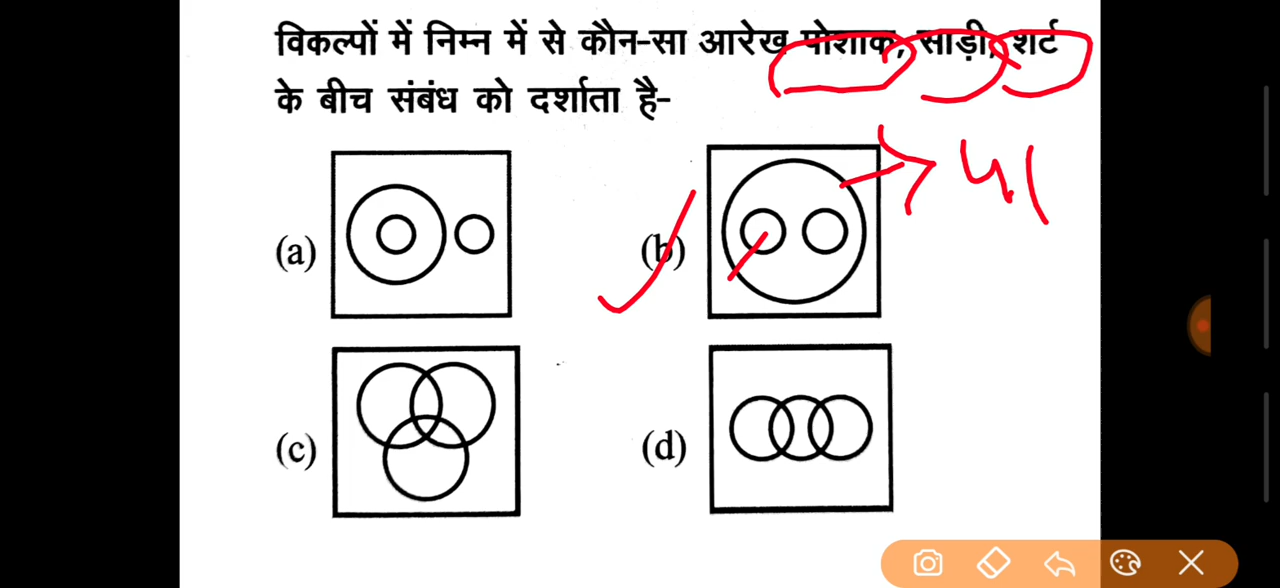 विकल्पों में निम्न में से कौन-सा आरेख पोशाक, साड़ी, शर्ट
के बीच संबंध को दर्शाता है-
(a)
(b)
(c)
(d)